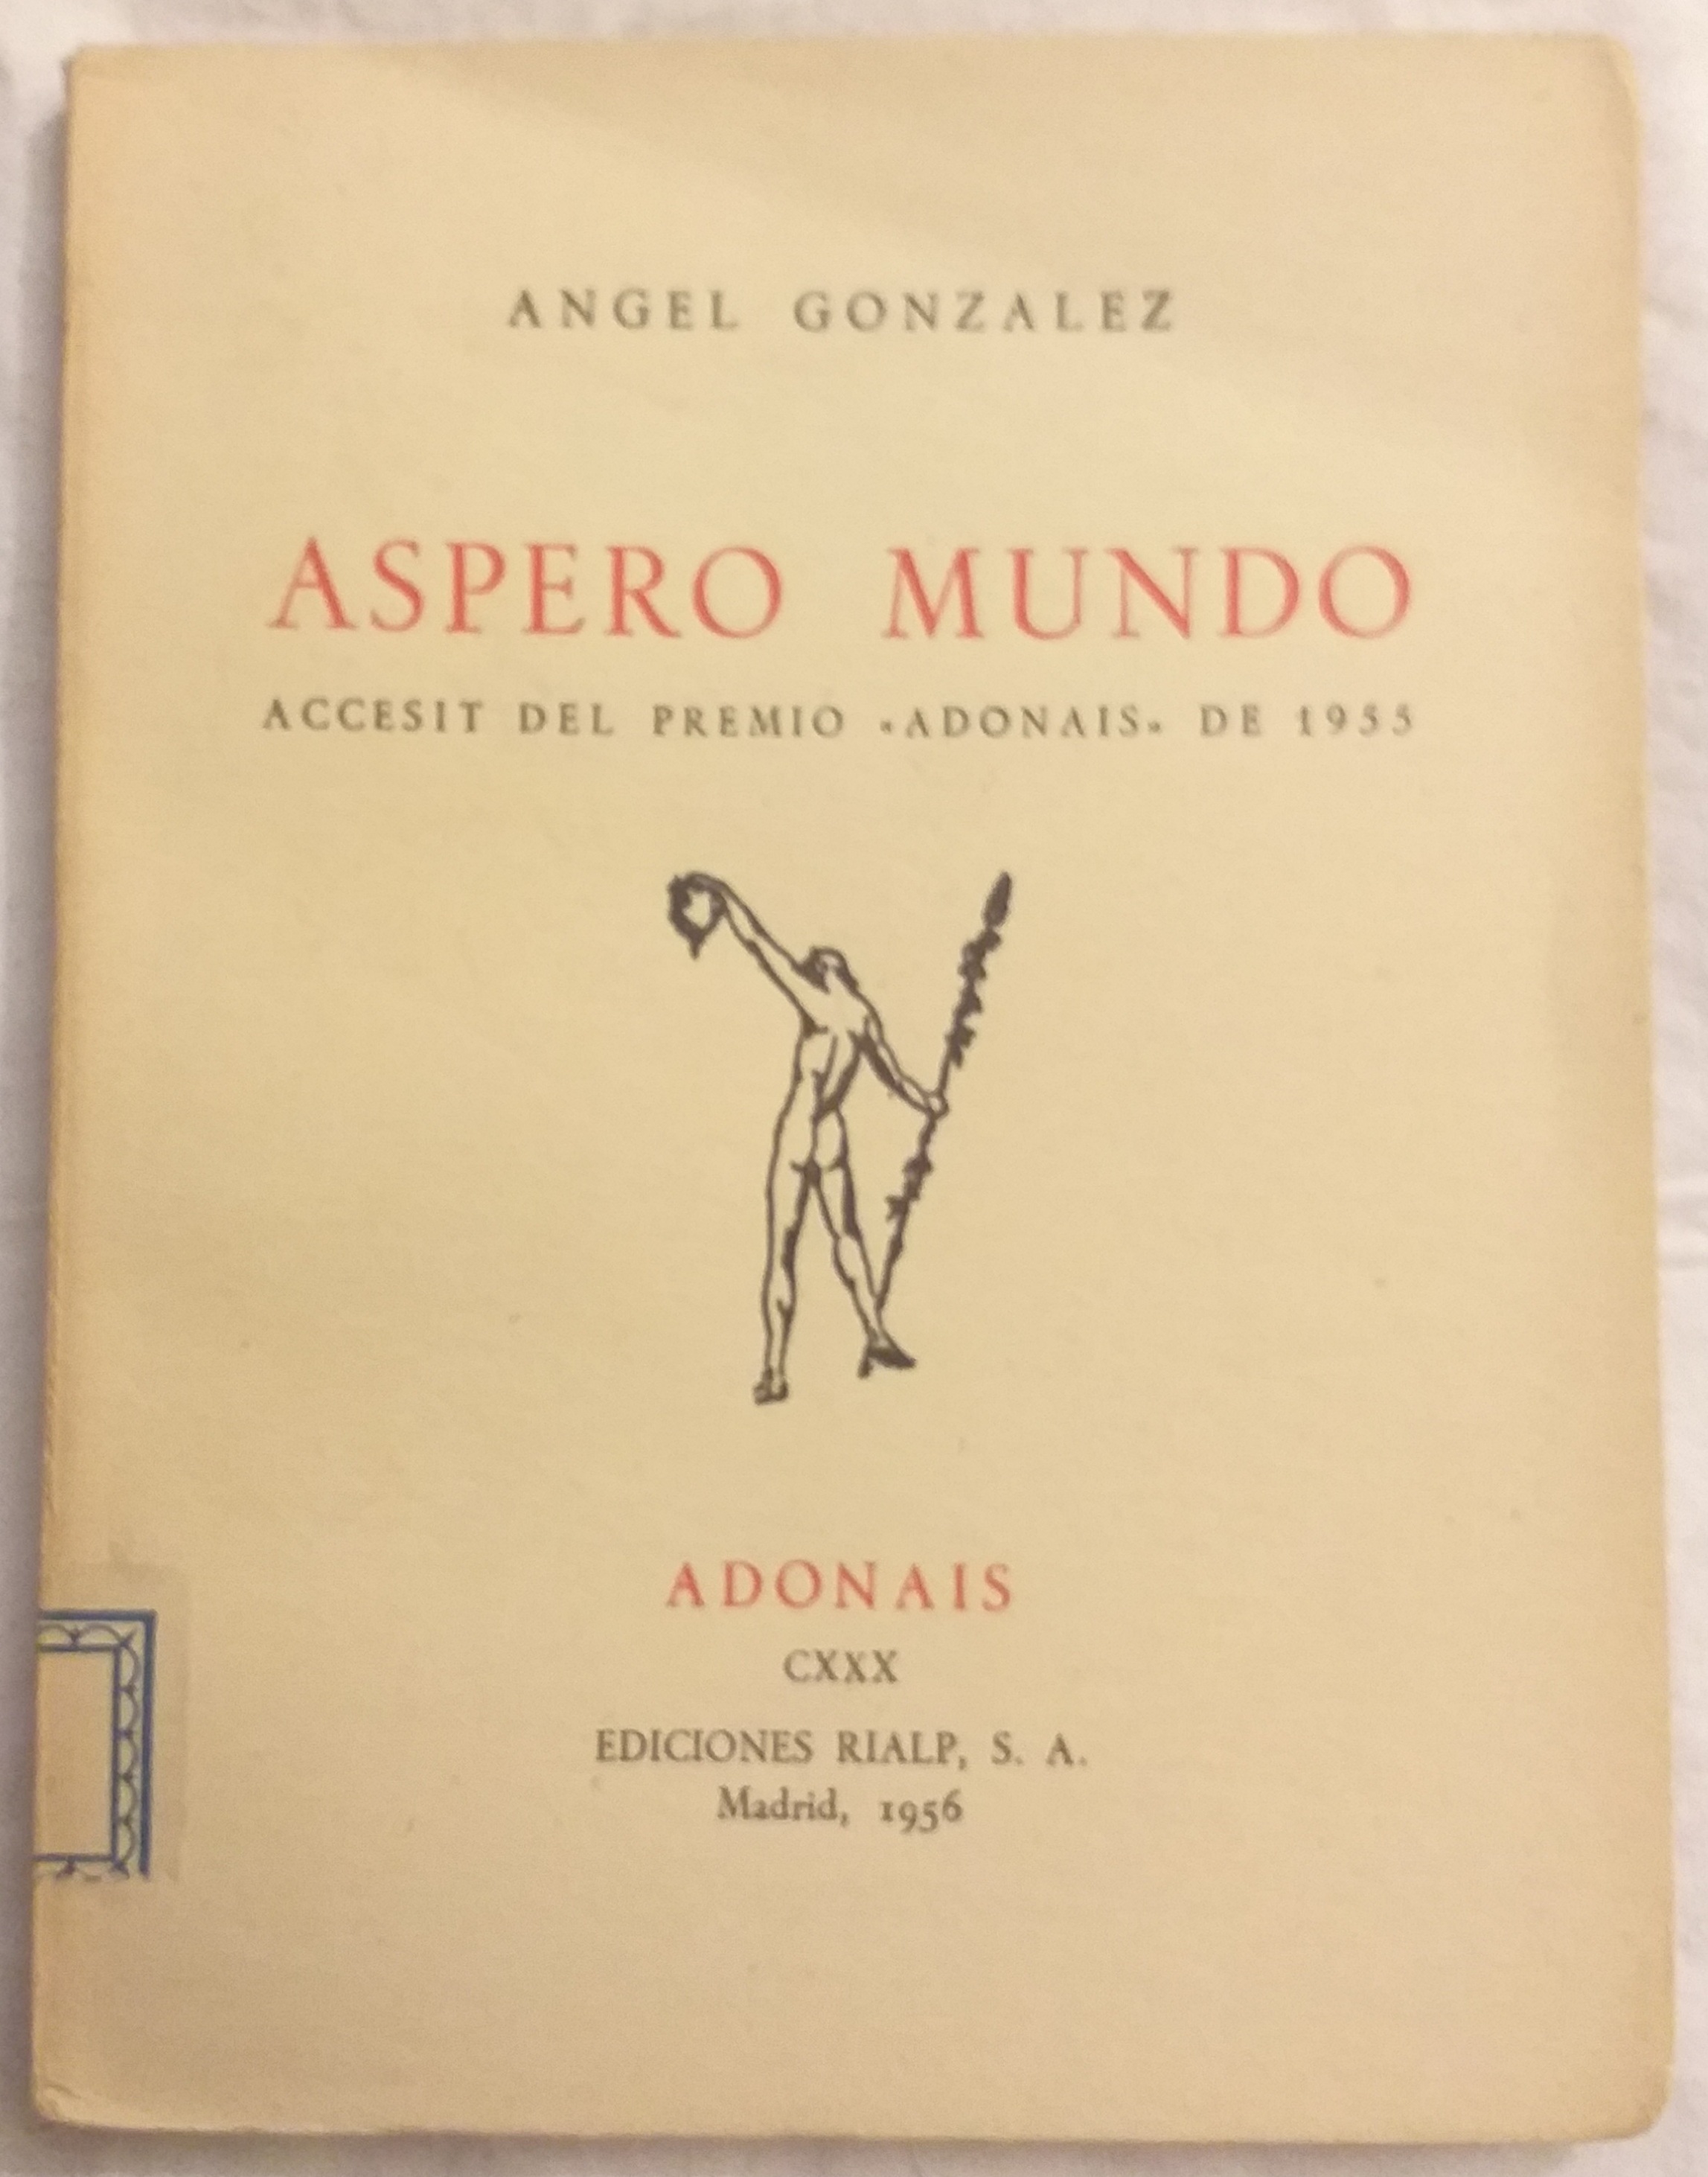 ANGEL GONZALEZ
ASPERO MUNDO
ACCESIT DEL PREMIO «ADONAIS» DE 1955
ADONAIS
CXXX
EDICIONES RIALP, S. A.
Madrid, 1956